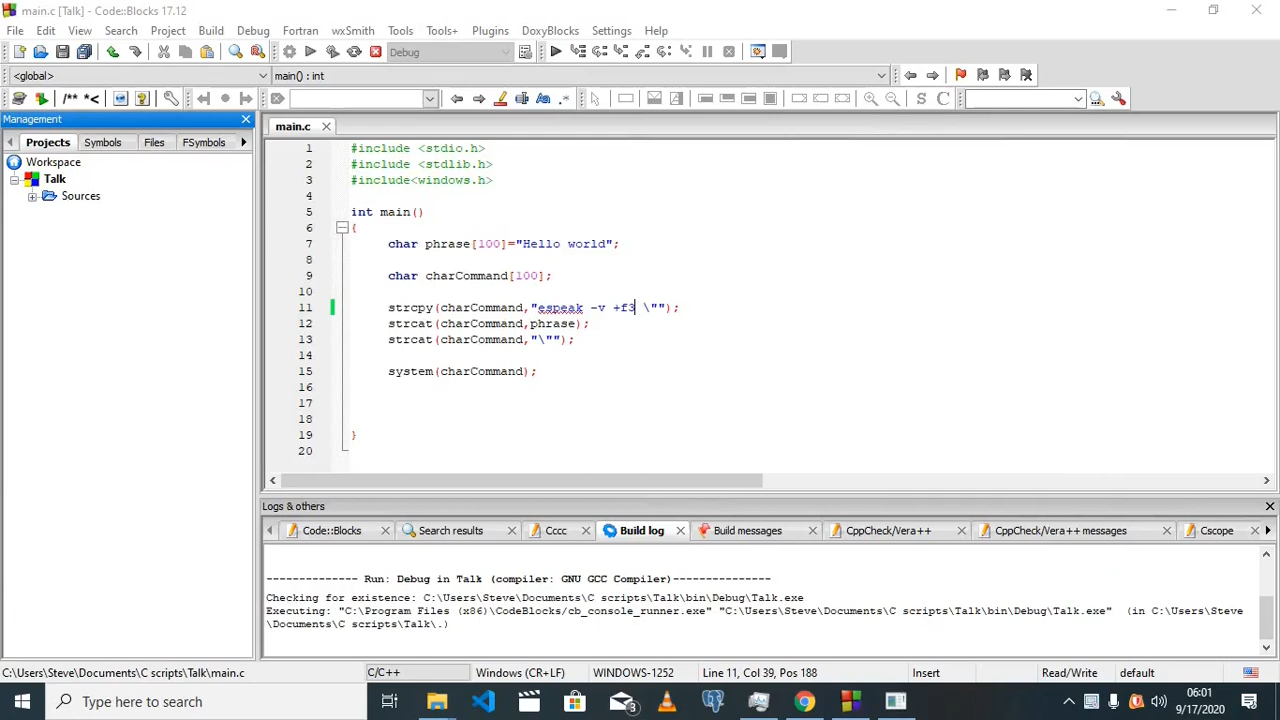 main.c [Talk] - Code::Blocks 17.12
File Edit View Search Project Build Debug Fortran wxSmith Tools Tools+ Plugins DoxyBlocks Settings Help
Debug
<global> main() : int
/** *< Aa .* S C
Management
Projects Symbols Files FSymbols
main.c
Workspace
Talk
Sources
1 #include <stdio.h>
2 #include <stdlib.h>
3 #include<windows.h>
4
5 int main()
6 {
7 char phrase[100]="Hello world";
8
9 char charCommand[100];
10
11 strcpy(charCommand,"espeak -v +f3 \"");
12 strcat(charCommand,phrase);
13 strcat(charCommand,"\"");
14
15 system(charCommand);
16
17
18
19 }
20
Logs & others
Code::Blocks Search results Cccc Build log Build messages CppCheck/Vera++ CppCheck/Vera++ messages Cscope
-------------- Run: Debug in Talk (compiler: GNU GCC Compiler)---------------
Checking for existence: C:\Users\Steve\Documents\C scripts\Talk\bin\Debug\Talk.exe
Executing: "C:\Program Files (x86)\CodeBlocks/cb_console_runner.exe" "C:\Users\Steve\Documents\C scripts\Talk\bin\Debug\Talk.exe"  (in C:\Users\Steve
\Documents\C scripts\Talk\.)
C:\Users\Steve\Documents\C scripts\Talk\main.c C/C++ Windows (CR+LF) WINDOWS-1252 Line 11, Col 39, Pos 188 Insert Read/Write default
Type here to search 3 06:01
9/17/2020